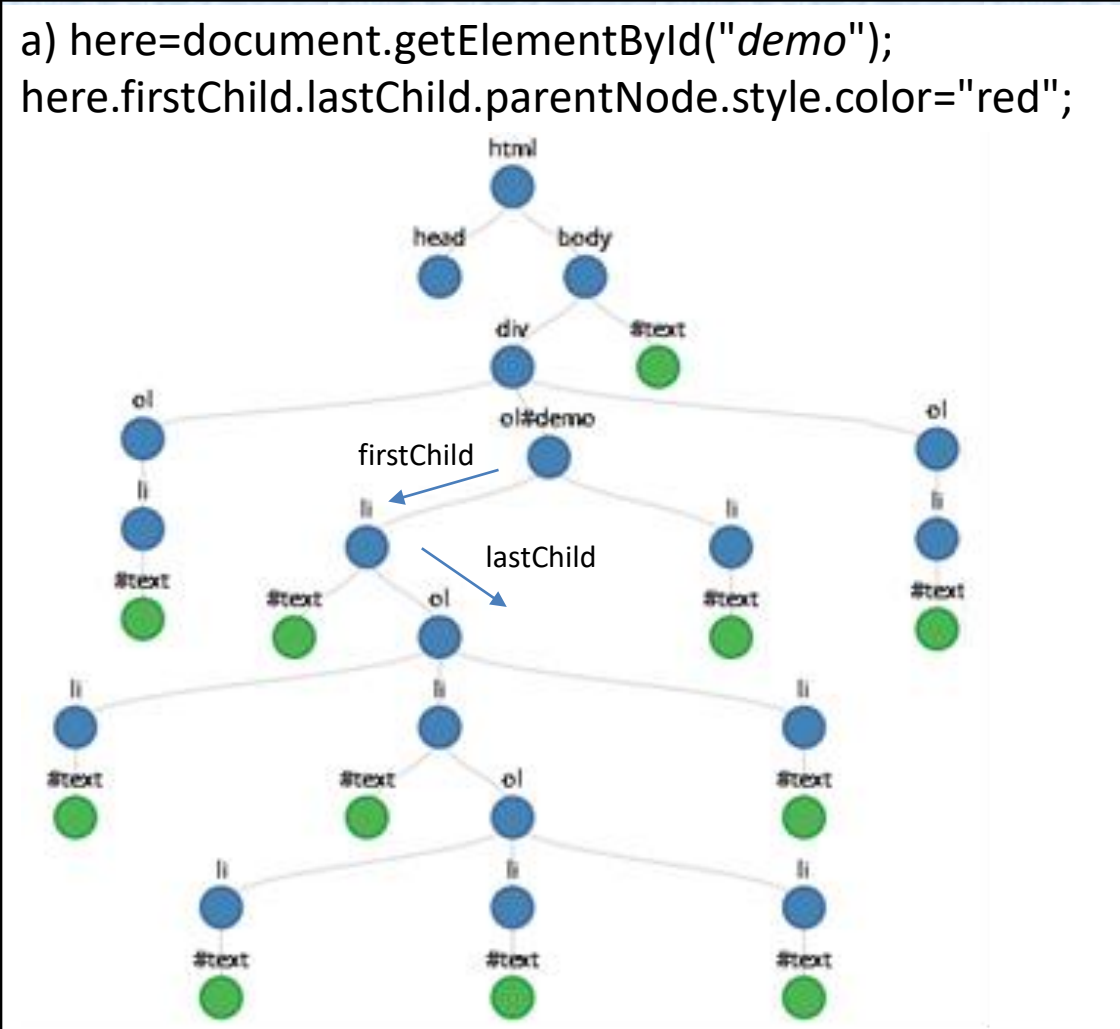 a) here=document.getElementById("demo");
here.firstChild.lastChild.parentNode.style.color="red";
html
head body
div #text
ol ol#demo ol
firstChild
li li li li
lastChild
#text #text ol #text #text
li li li
#text #text ol #text
li li li
#text #text #text